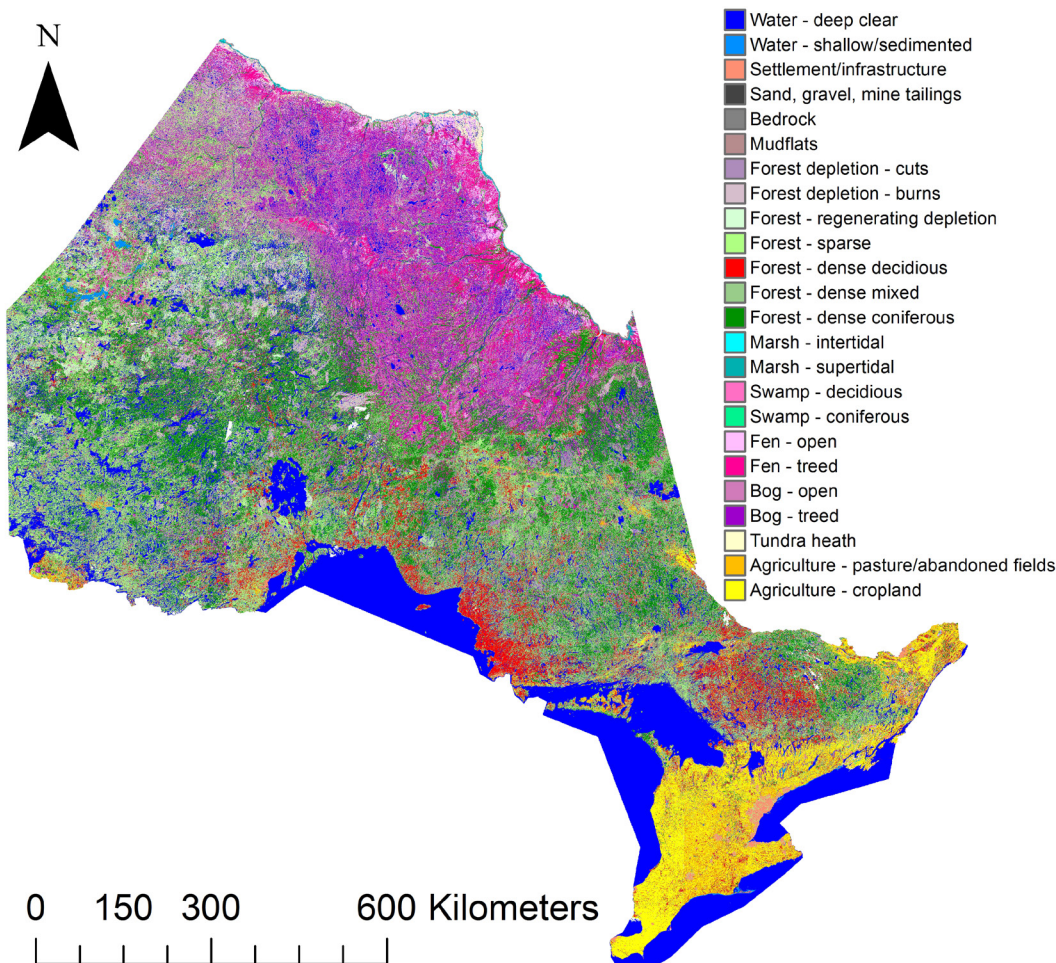 N
Water - deep clear
Water - shallow/sedimented
Settlement/infrastructure
Sand, gravel, mine tailings
Bedrock
Mudflats
Forest depletion - cuts
Forest depletion - burns
Forest - regenerating depletion
Forest - sparse
Forest - dense decidious
Forest - dense mixed
Forest - dense coniferous
Marsh - intertidal
Marsh - supertidal
Swamp - decidious
Swamp - coniferous
Fen - open
Fen - treed
Bog - open
Bog - treed
Tundra heath
Agriculture - pasture/abandoned fields
Agriculture - cropland
0 150 300 600 Kilometers